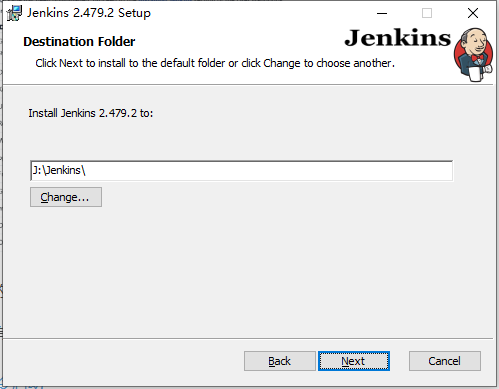 Jenkins 2.479.2 Setup
Destination Folder
Jenkins
Click Next to install to the default folder or click Change to choose another.
Install Jenkins 2.479.2 to:
J:\Jenkins\
Change...
Back
Next
Cancel